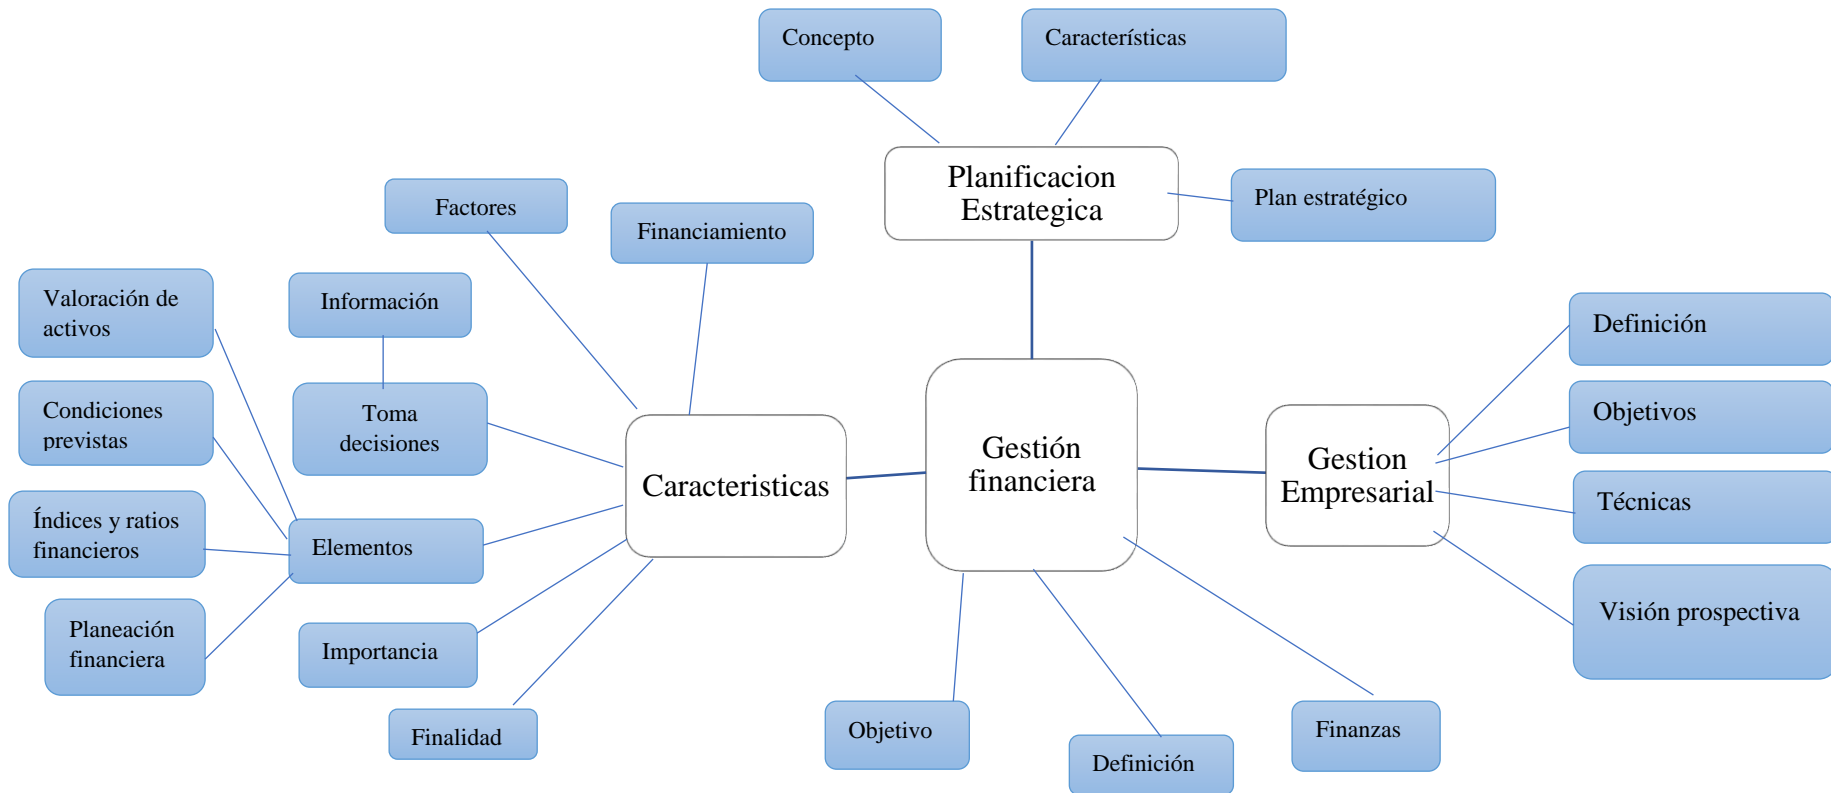 Concepto
Características
Planificacion
Estrategica
Plan estratégico
Factores
Financiamiento
Información
Valoración de
activos
Toma
decisiones
Condiciones
previstas
Caracteristicas
Gestión
financiera
Gestion
Empresarial
Definición
Objetivos
Técnicas
Visión prospectiva
Índices y ratios
financieros
Elementos
Planeación
financiera
Importancia
Finalidad
Objetivo
Definición
Finanzas